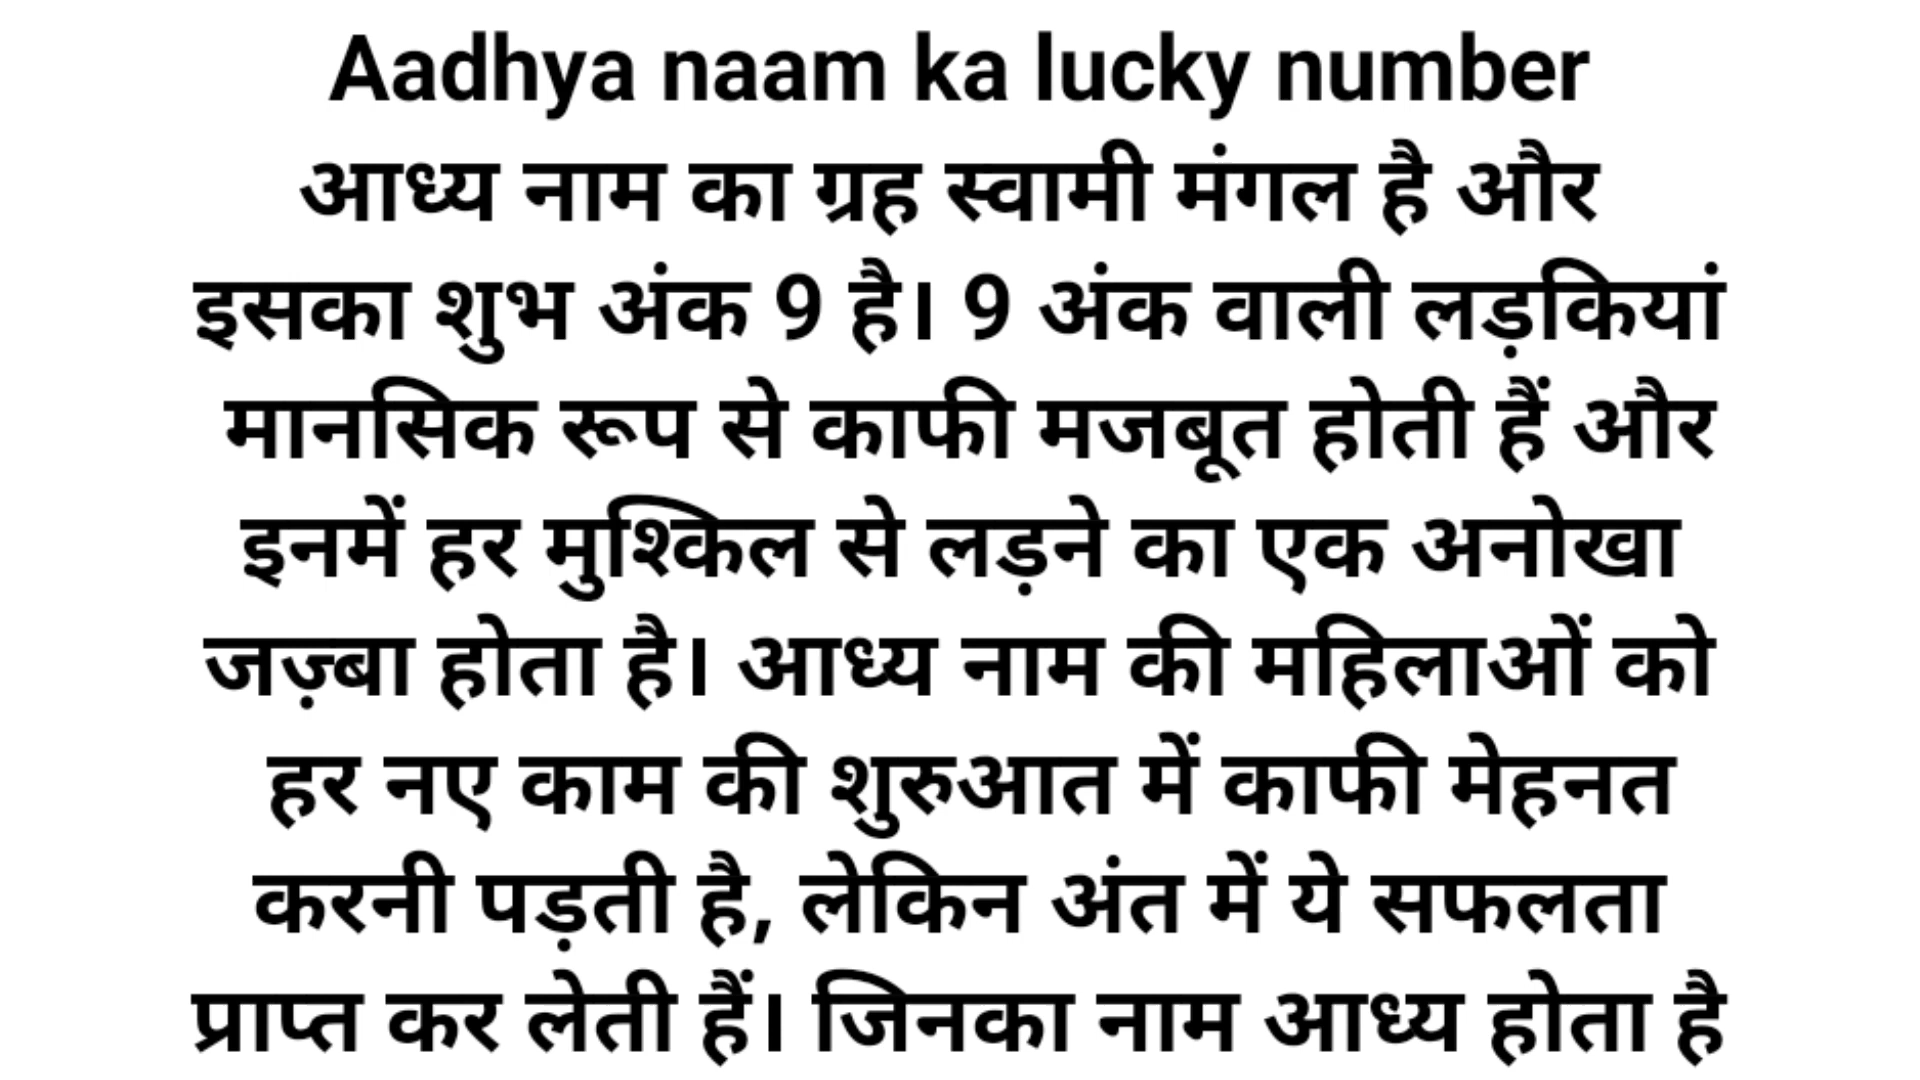 Aadhya naam ka lucky number
आध्य नाम का ग्रह स्वामी मंगल है और
इसका शुभ अंक 9 है। 9 अंक वाली लड़कियां
मानसिक रूप से काफी मजबूत होती हैं और
इनमें हर मुश्किल से लड़ने का एक अनोखा
जज़्बा होता है। आध्य नाम की महिलाओं को
हर नए काम की शुरुआत में काफी मेहनत
करनी पड़ती है, लेकिन अंत में ये सफलता
प्राप्त कर लेती हैं। जिनका नाम आध्य होता है